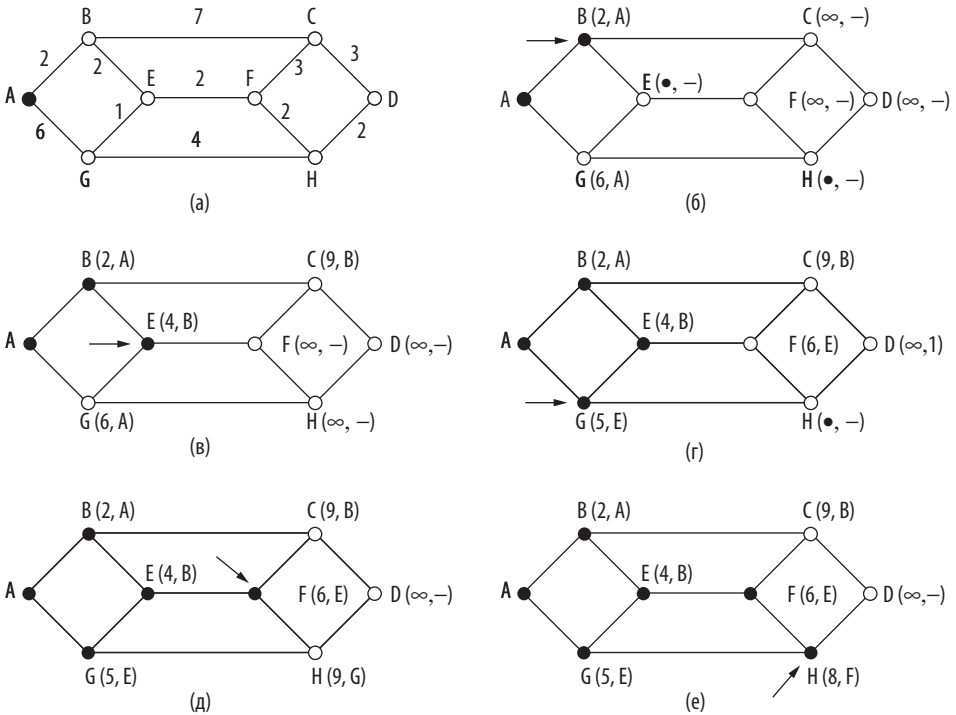 B 7 C
2 2 3 3
A E 2 F D
6 1 2 2
4
G H
(а)
B (2, A) C (∞, −)
A E (•, −) F (∞, −) D (∞, −)
G (6, A) H (•, −)
(б)
B (2, A) C (9, B)
E (4, B)
A F (∞, −) D (∞,−)
G (6, A) H (∞, −)
(в)
B (2, A) C (9, B)
E (4, B)
A F (6, E) D (∞,1)
G (5, E) H (•, −)
(г)
B (2, A) C (9, B)
E (4, B)
A F (6, E) D (∞,−)
G (5, E) H (9, G)
(д)
B (2, A) C (9, B)
E (4, B)
A F (6, E) D (∞,−)
G (5, E) H (8, F)
(е)